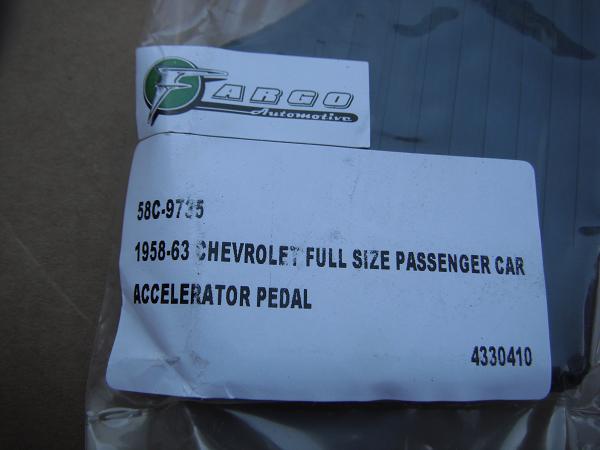 FARGO
Automotive
58C-9735
1958-63 CHEVROLET FULL SIZE PASSENGER CAR
ACCELERATOR PEDAL
4330410